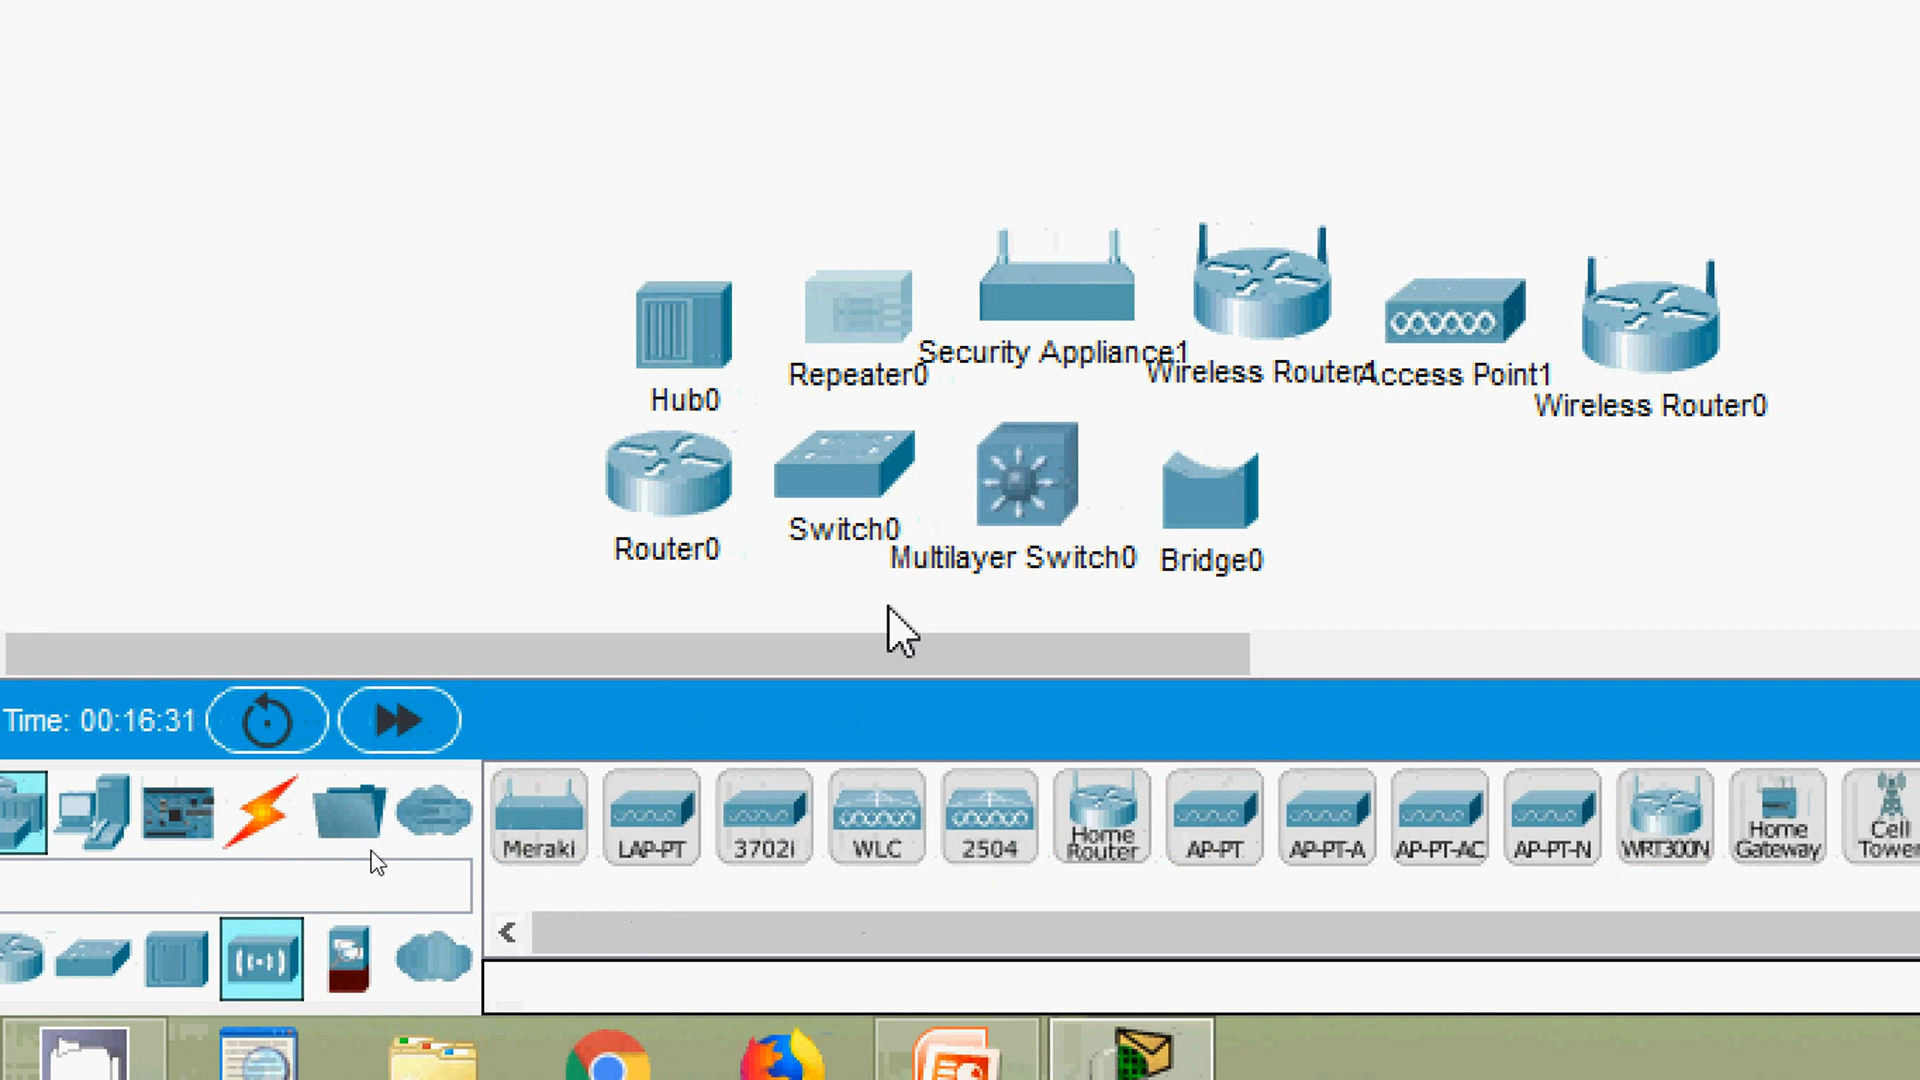 Security Appliance1
Wireless Router1
Repeater0
Access Point1
Hub0
Wireless Router0
Switch0
Router0
Multilayer Switch0
Bridge0
Time: 00:16:31
Meraki
LAP-PT
3702i
WLC
2504
Home
Router
AP-PT
AP-PT-A
AP-PT-AC
AP-PT-N
WRT300N
Home
Gateway
Cell
Tower